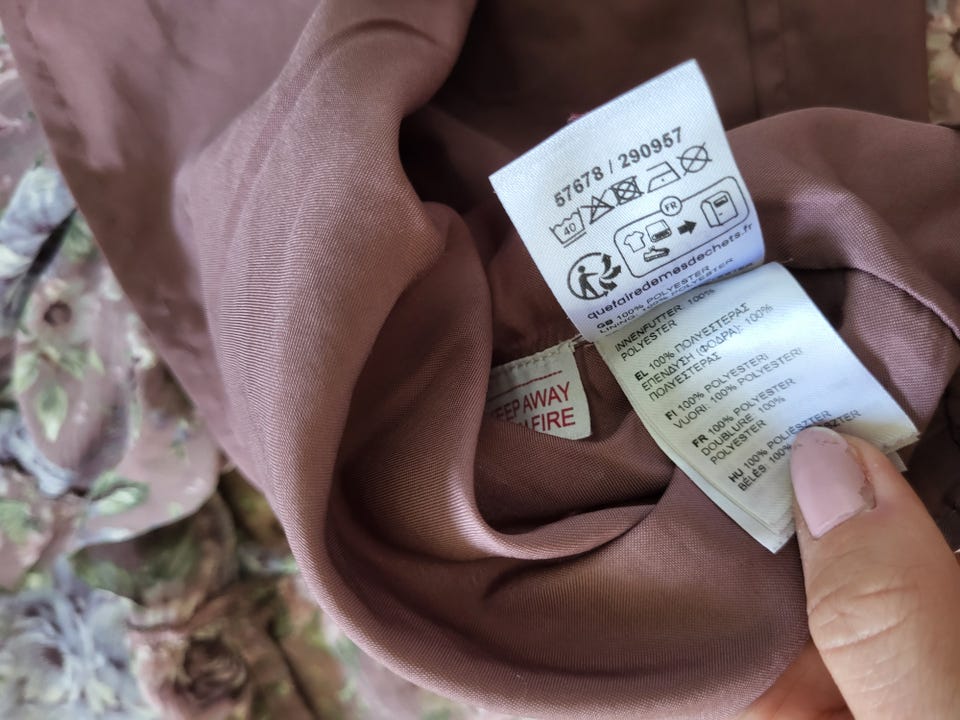 57678 / 290957
40
FR
quefairedemesdechets.fr
GB 100% POLYESTER
LINING: 100% POLYESTER
INNENFUTTER: 100%
POLYESTER
EL 100% ΠΟΛΥΕΣΤΕΡΑΣ
ΕΠΕΝΔΥΣΗ (ΦΟΔΡΑ): 100%
ΠΟΛΥΕΣΤΕΡΑΣ
FI 100% POLYESTERI
VUORI: 100% POLYESTERI
FR 100% POLYESTER
DOUBLURE: 100%
POLYESTER
HU 100% POLIÉSZTER
BÉLÉS: 100%
KEEP AWAY
FIRE